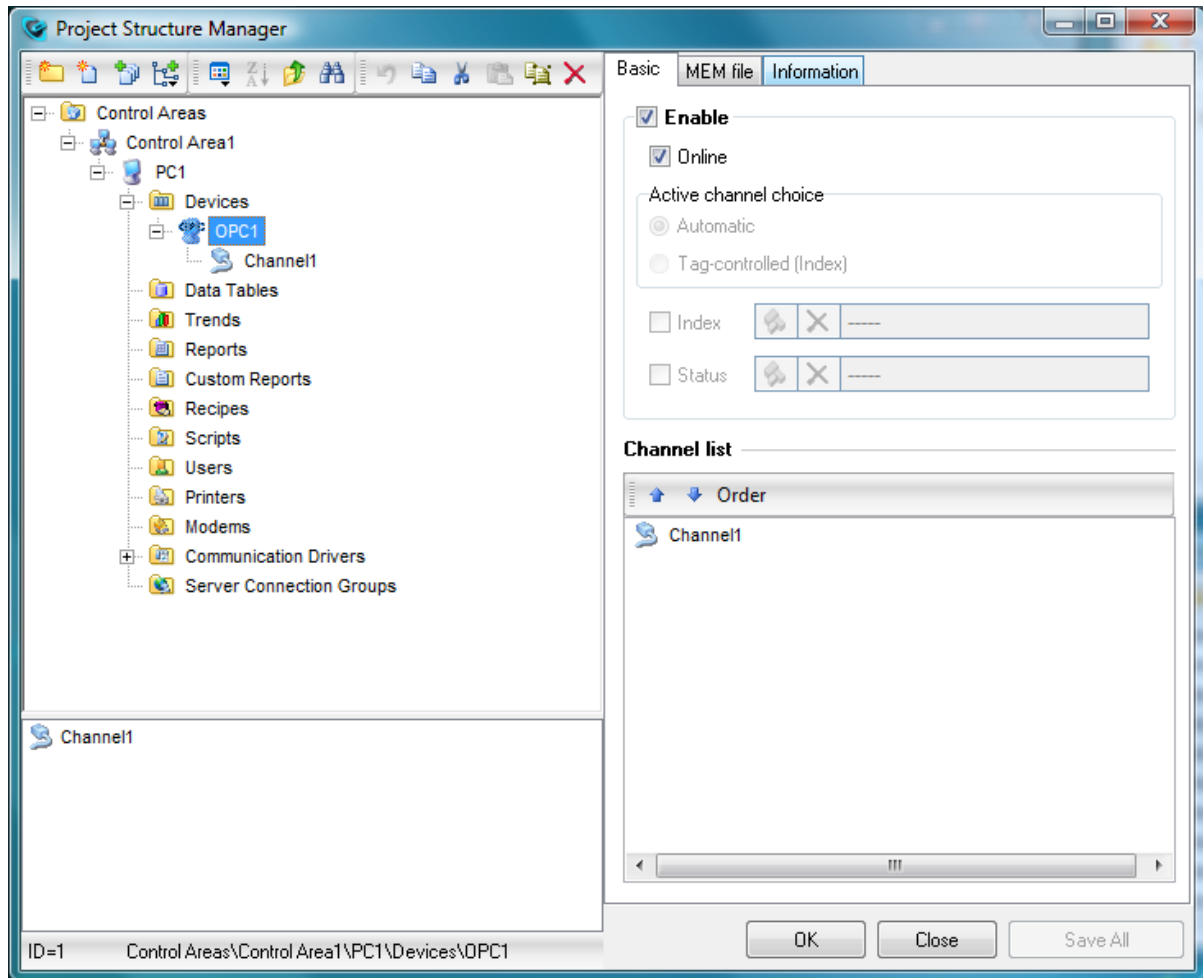 Project Structure Manager
Basic
MEM file
Information
Control Areas
Control Area1
PC1
Devices
OPC1
Channel1
Data Tables
Trends
Reports
Custom Reports
Recipes
Scripts
Users
Printers
Modems
Communication Drivers
Server Connection Groups
Channel1
ID=1 Control Areas\Control Area1\PC1\Devices\OPC1
Enable
Online
Active channel choice
Automatic
Tag-controlled (Index)
Index -----
Status -----
Channel list
Order
Channel1
OK
Close
Save All